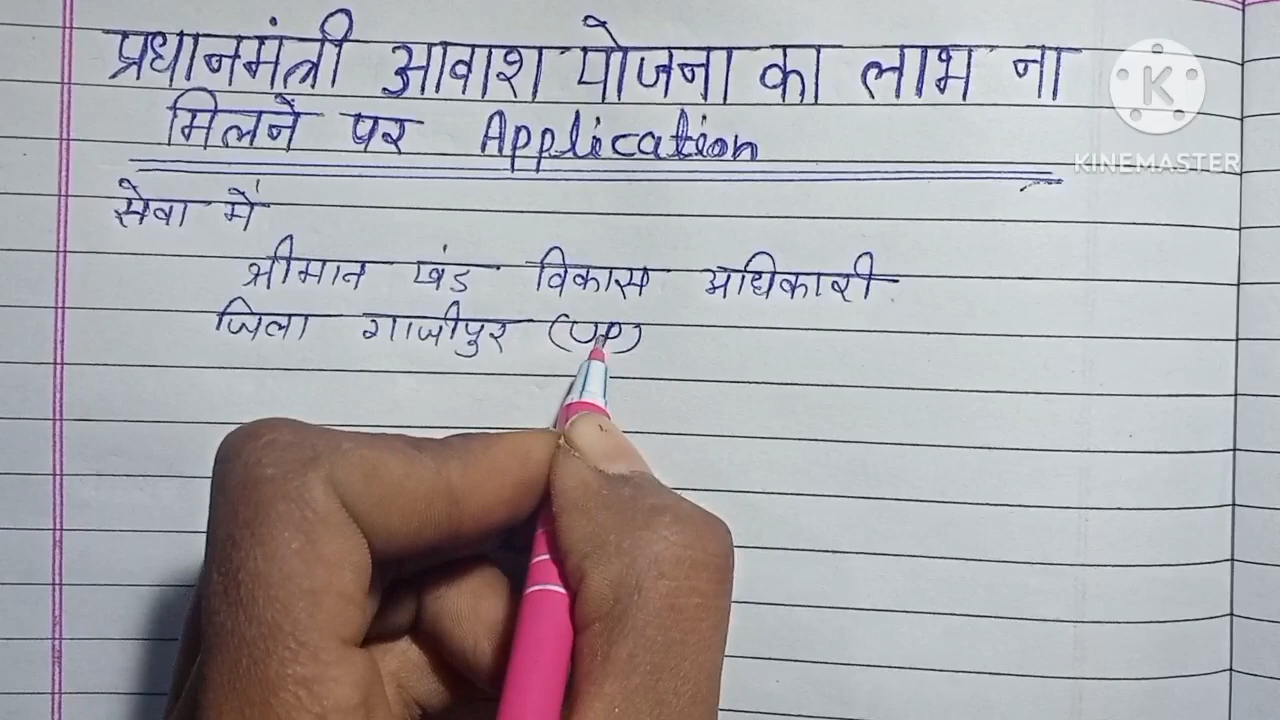 प्रधानमंत्री आवाश योजना का लाभ ना
मिलने पर Application
K
KINEMASTER
सेवा में
श्रीमान खंड विकास अधिकारी
जिला गाजीपुर (UP)